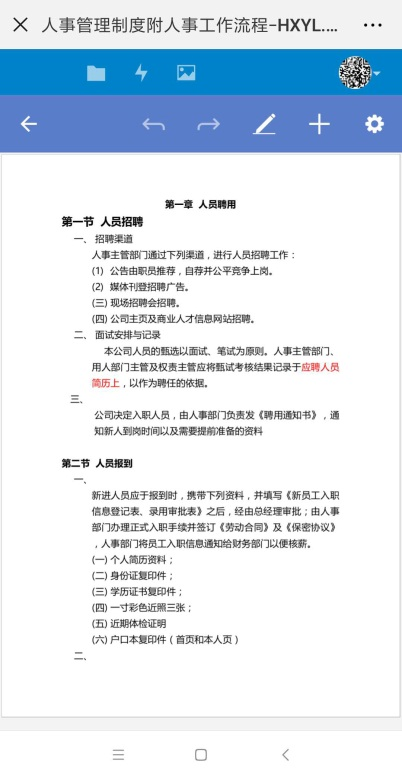 人事管理制度附人事工作流程-HXYL....
第一章 人员聘用
第一节 人员招聘
一、 招聘渠道
人事主管部门通过下列渠道，进行人员招聘工作：
(1) 公告由职员推荐，自荐并公平竞争上岗。
(2) 媒体刊登招聘广告。
(三) 现场招聘会招聘。
(四) 公司主页及商业人才信息网站招聘。
二、 面试安排与记录
本公司人员的甄选以面试、笔试为原则。人事主管部门、
用人部门主管及权责主管应将甄试考核结果记录于应聘人员
简历上，以作为聘任的依据。
三、
公司决定入职人员，由人事部门负责发《聘用通知书》，通
知新人到岗时间以及需要提前准备的资料
第二节 人员报到
一、
新进人员应于报到时，携带下列资料，并填写《新员工入职
信息登记表、录用审批表》之后，经由总经理审批；由人事
部门办理正式入职手续并签订《劳动合同》及《保密协议》
，人事部门将员工入职信息通知给财务部门以便核薪。
(一) 个人简历资料；
(二) 身份证复印件；
(三) 学历证书复印件；
(四) 一寸彩色近照三张；
(五) 近期体检证明
(六) 户口本复印件（首页和本人页）
二、